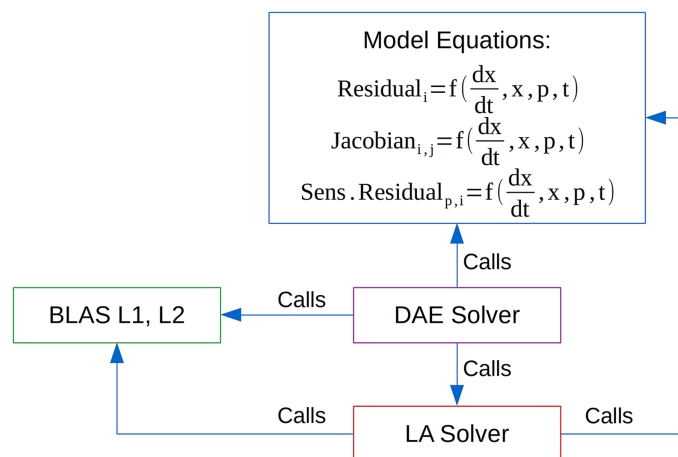 Model Equations:
Residual_i=f(dx/dt,x,p,t)
Jacobian_i,j=f(dx/dt,x,p,t)
Sens.Residual_p,i=f(dx/dt,x,p,t)
Calls
BLAS L1, L2
Calls
DAE Solver
Calls
Calls
LA Solver
Calls